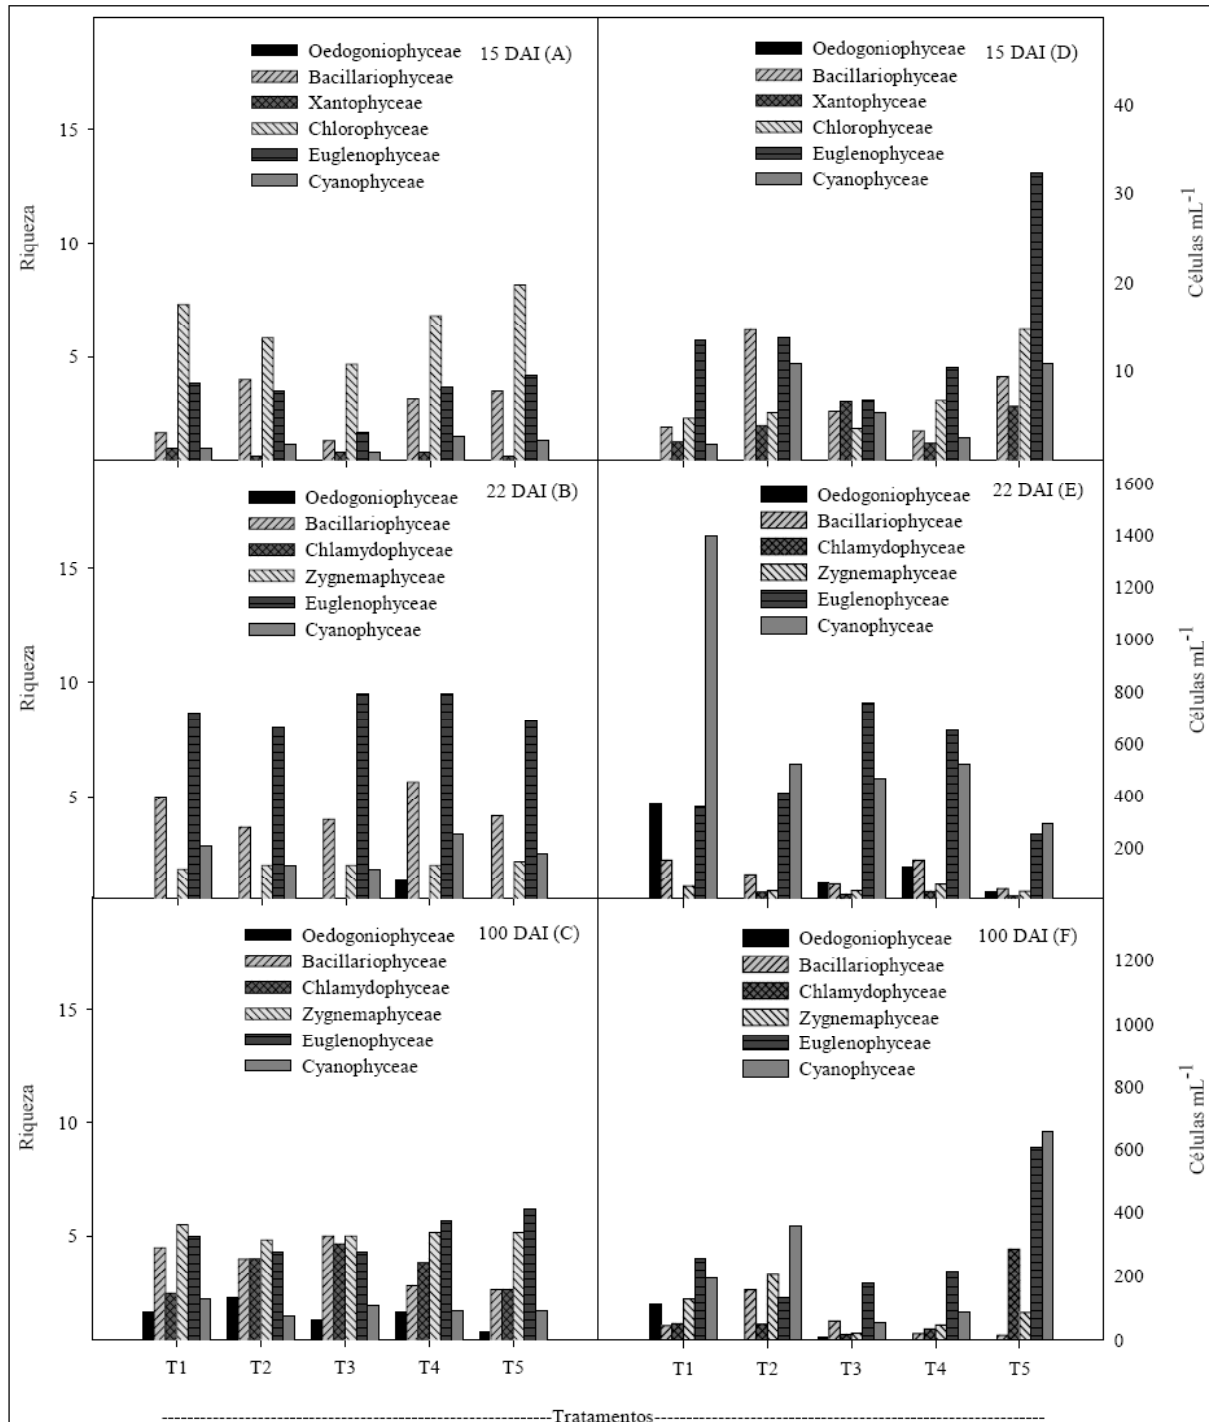 15 DAI (A)
Oedogoniophyceae
Bacillariophyceae
Xantophyceae
Chlorophyceae
Euglenophyceae
Cyanophyceae
Riqueza
15
10
5
15 DAI (D)
Oedogoniophyceae
Bacillariophyceae
Xantophyceae
Chlorophyceae
Euglenophyceae
Cyanophyceae
Células mL-1
40
30
20
10
22 DAI (B)
Oedogoniophyceae
Bacillariophyceae
Chlamydophyceae
Zygnemaphyceae
Euglenophyceae
Cyanophyceae
Riqueza
15
10
5
22 DAI (E)
Oedogoniophyceae
Bacillariophyceae
Chlamydophyceae
Zygnemaphyceae
Euglenophyceae
Cyanophyceae
Células mL-1
1600
1400
1200
1000
800
600
400
200
100 DAI (C)
Oedogoniophyceae
Bacillariophyceae
Chlamydophyceae
Zygnemaphyceae
Euglenophyceae
Cyanophyceae
Riqueza
15
10
5
100 DAI (F)
Oedogoniophyceae
Bacillariophyceae
Chlamydophyceae
Zygnemaphyceae
Euglenophyceae
Cyanophyceae
Células mL-1
1200
1000
800
600
400
200
0
T1 T2 T3 T4 T5
T1 T2 T3 T4 T5
Tratamentos